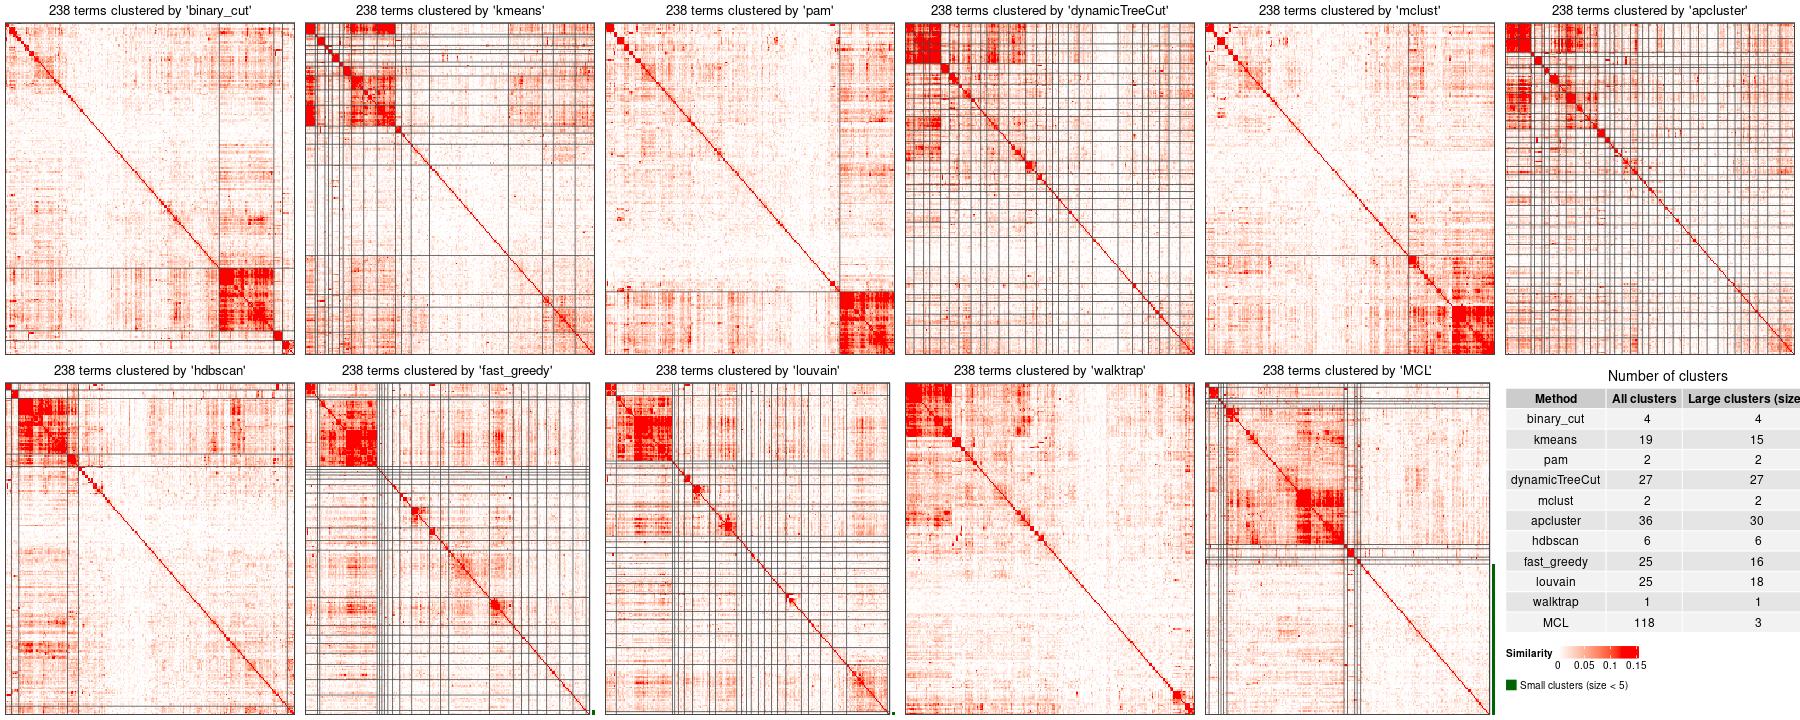 238 terms clustered by 'binary_cut'
238 terms clustered by 'kmeans'
238 terms clustered by 'pam'
238 terms clustered by 'dynamicTreeCut'
238 terms clustered by 'mclust'
238 terms clustered by 'apcluster'
238 terms clustered by 'hdbscan'
238 terms clustered by 'fast_greedy'
238 terms clustered by 'louvain'
238 terms clustered by 'walktrap'
238 terms clustered by 'MCL'
Number of clusters
Method All clusters Large clusters (size
binary_cut 4 4
kmeans 19 15
pam 2 2
dynamicTreeCut 27 27
mclust 2 2
apcluster 36 30
hdbscan 6 6
fast_greedy 25 16
louvain 25 18
walktrap 1 1
MCL 118 3
Similarity
0 0.05 0.1 0.15
Small clusters (size < 5)